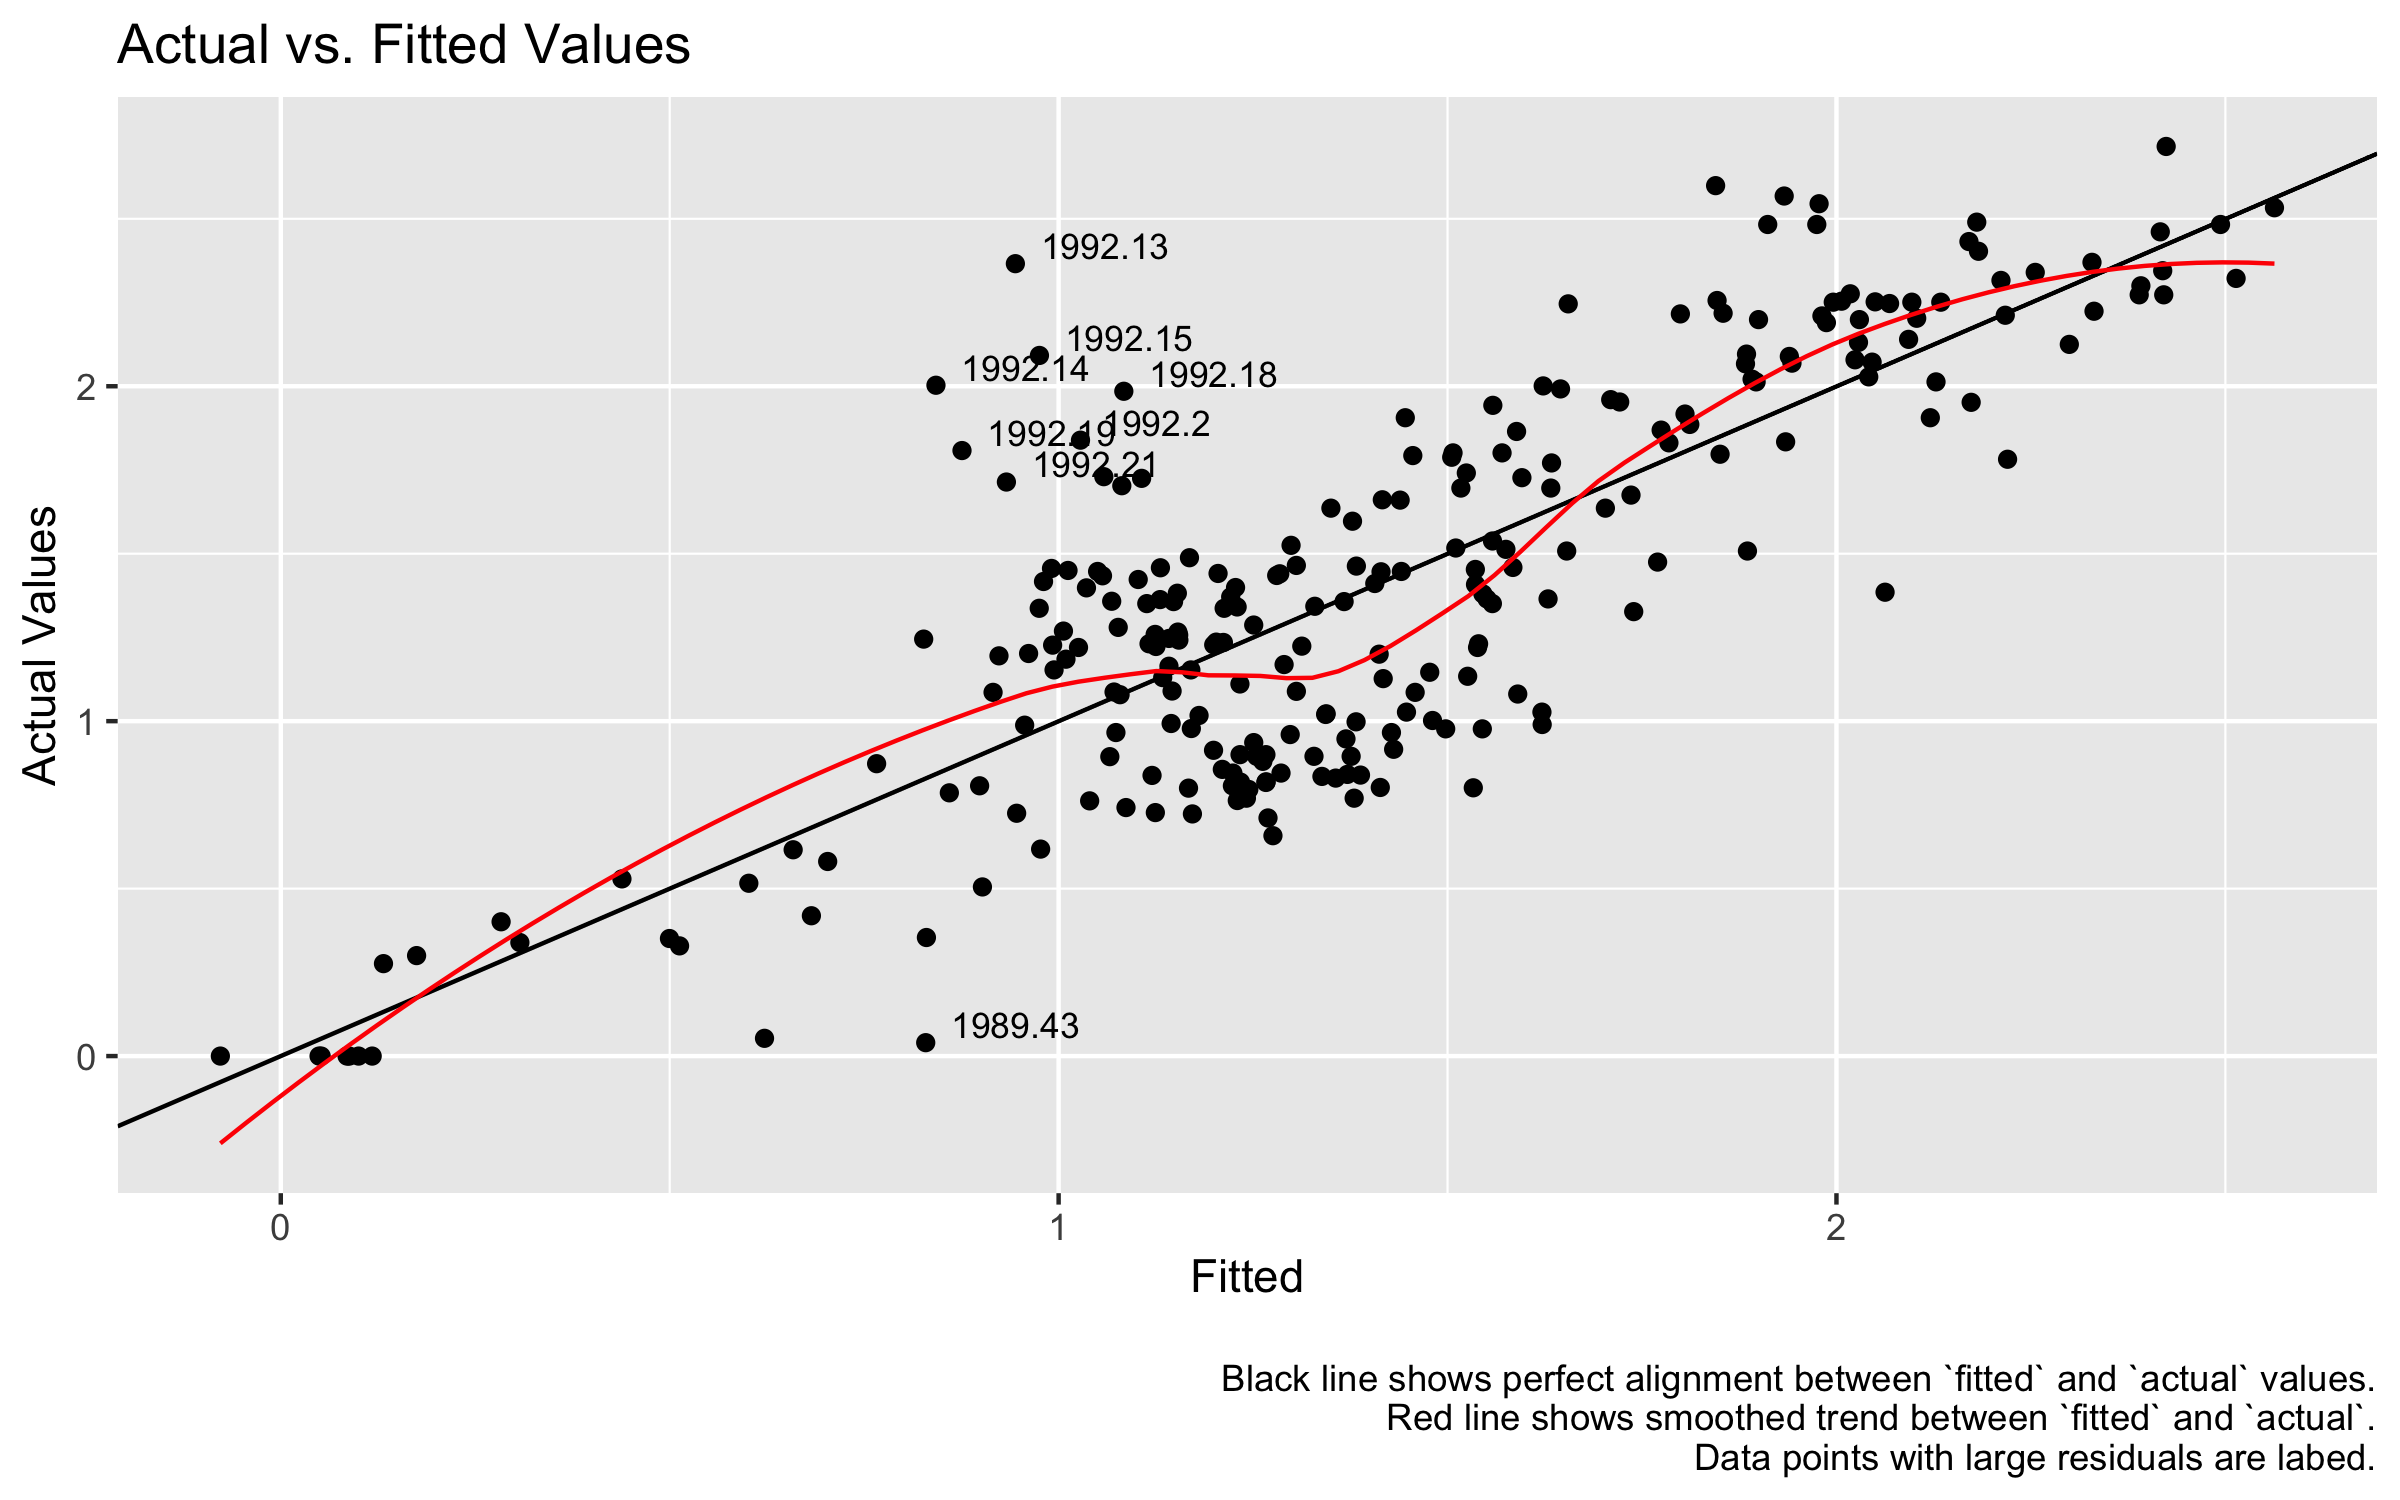 Actual vs. Fitted Values
1992.13
1992.15
1992.14
1992.18
1992.2
1992.19
1992.21
1989.43
2
1
0
Actual Values
0
1
2
Fitted
Black line shows perfect alignment between `fitted` and `actual` values.
Red line shows smoothed trend between `fitted` and `actual`.
Data points with large residuals are labed.